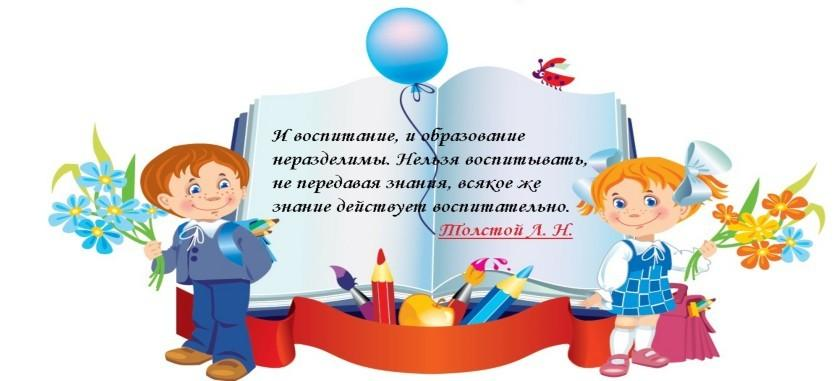 И воспитание, и образование
неразделимы. Нельзя воспитывать,
не передавая знания, всякое же
знание действует воспитательно.
Толстой Л. Н.